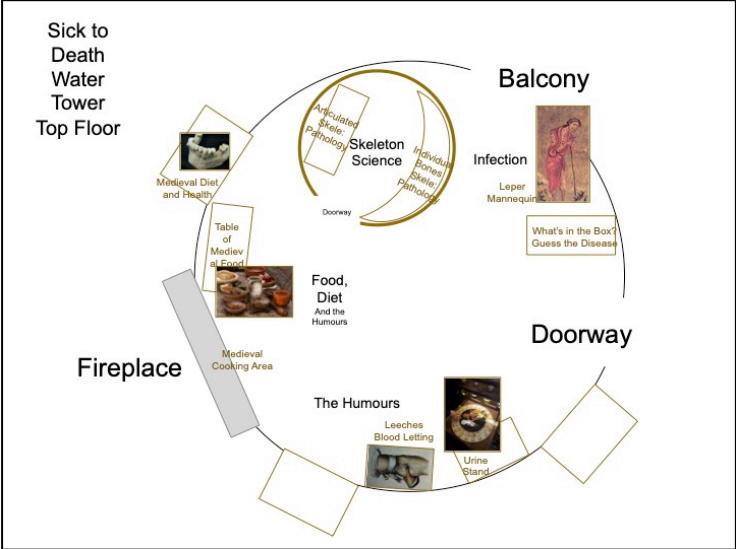 Sick to
Death
Water
Tower
Top Floor
Balcony
Articulated
Skele:
Pathology
Skeleton
Science
Individual
Bones
Skele:
Pathology
Doorway
Infection
Leper
Mannequin
What's in the Box?
Guess the Disease
Medieval Diet
and Health
Table
of
Mediev
al Food
Food,
Diet
And the
Humours
Doorway
Fireplace
Medieval
Cooking Area
The Humours
Leeches
Blood Letting
Urine
Stand